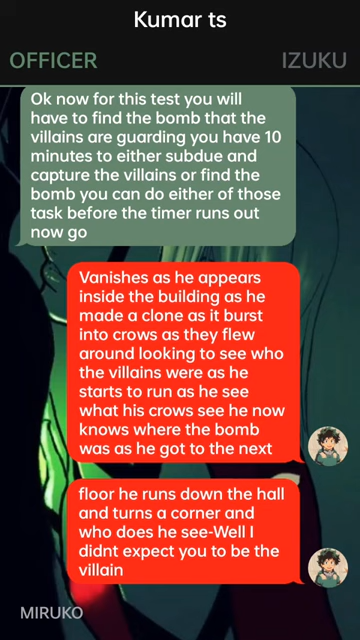 Kumar ts
OFFICER
IZUKU
Ok now for this test you will
have to find the bomb that the
villains are guarding you have 10
minutes to either subdue and
capture the villains or find the
bomb you can do either of those
task before the timer runs out
now go
Vanishes as he appears
inside the building as he
made a clone as it burst
into crows as they flew
around looking to see who
the villains were as he
starts to run as he see
what his crows see he now
knows where the bomb
was as he got to the next
floor he runs down the hall
and turns a corner and
who does he see-Well I
didnt expect you to be the
villain
MIRUKO